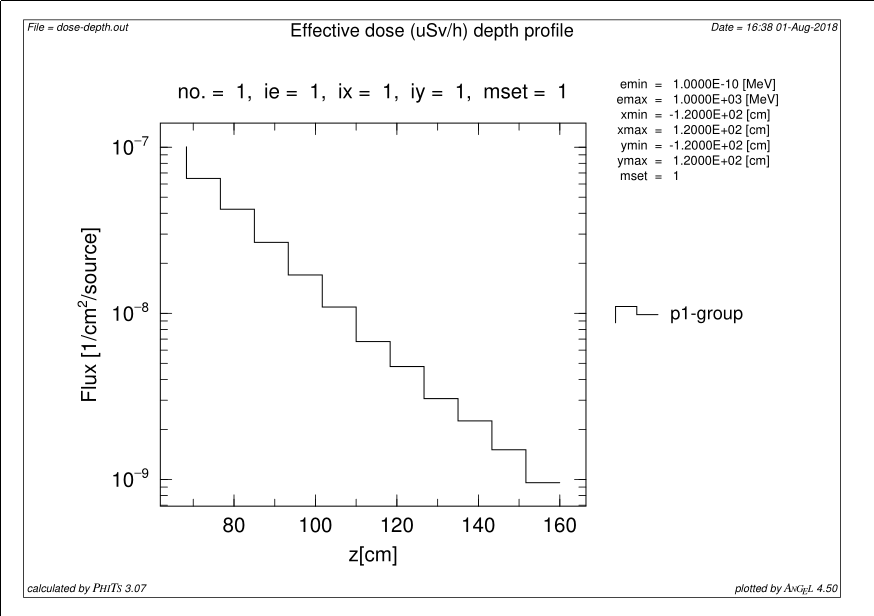 File = dose-depth.out
Effective dose (uSv/h) depth profile
Date = 16:38 01-Aug-2018
no. = 1, ie = 1, ix = 1, iy = 1, mset = 1
emin = 1.0000E-10 [MeV]
emax = 1.0000E+03 [MeV]
xmin = -1.2000E+02 [cm]
xmax = 1.2000E+02 [cm]
ymin = -1.2000E+02 [cm]
ymax = 1.2000E+02 [cm]
mset = 1
10⁻⁷
10⁻⁸
10⁻⁹
Flux [1/cm²/source]
p1-group
80 100 120 140 160
z[cm]
calculated by PHITS 3.07
plotted by ANGEL 4.50